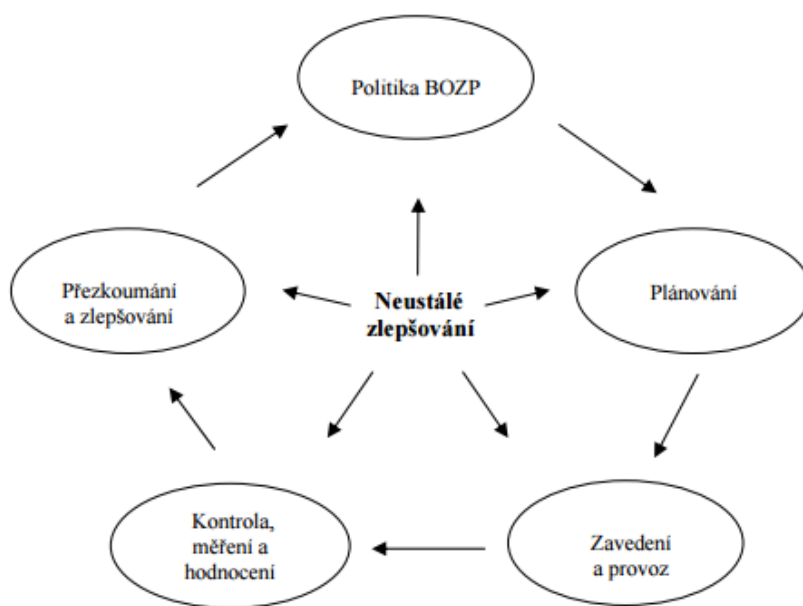 Politika BOZP
Přezkoumání
a zlepšování
Neustálé
zlepšování
Plánování
Kontrola,
měření a
hodnocení
Zavedení
a provoz